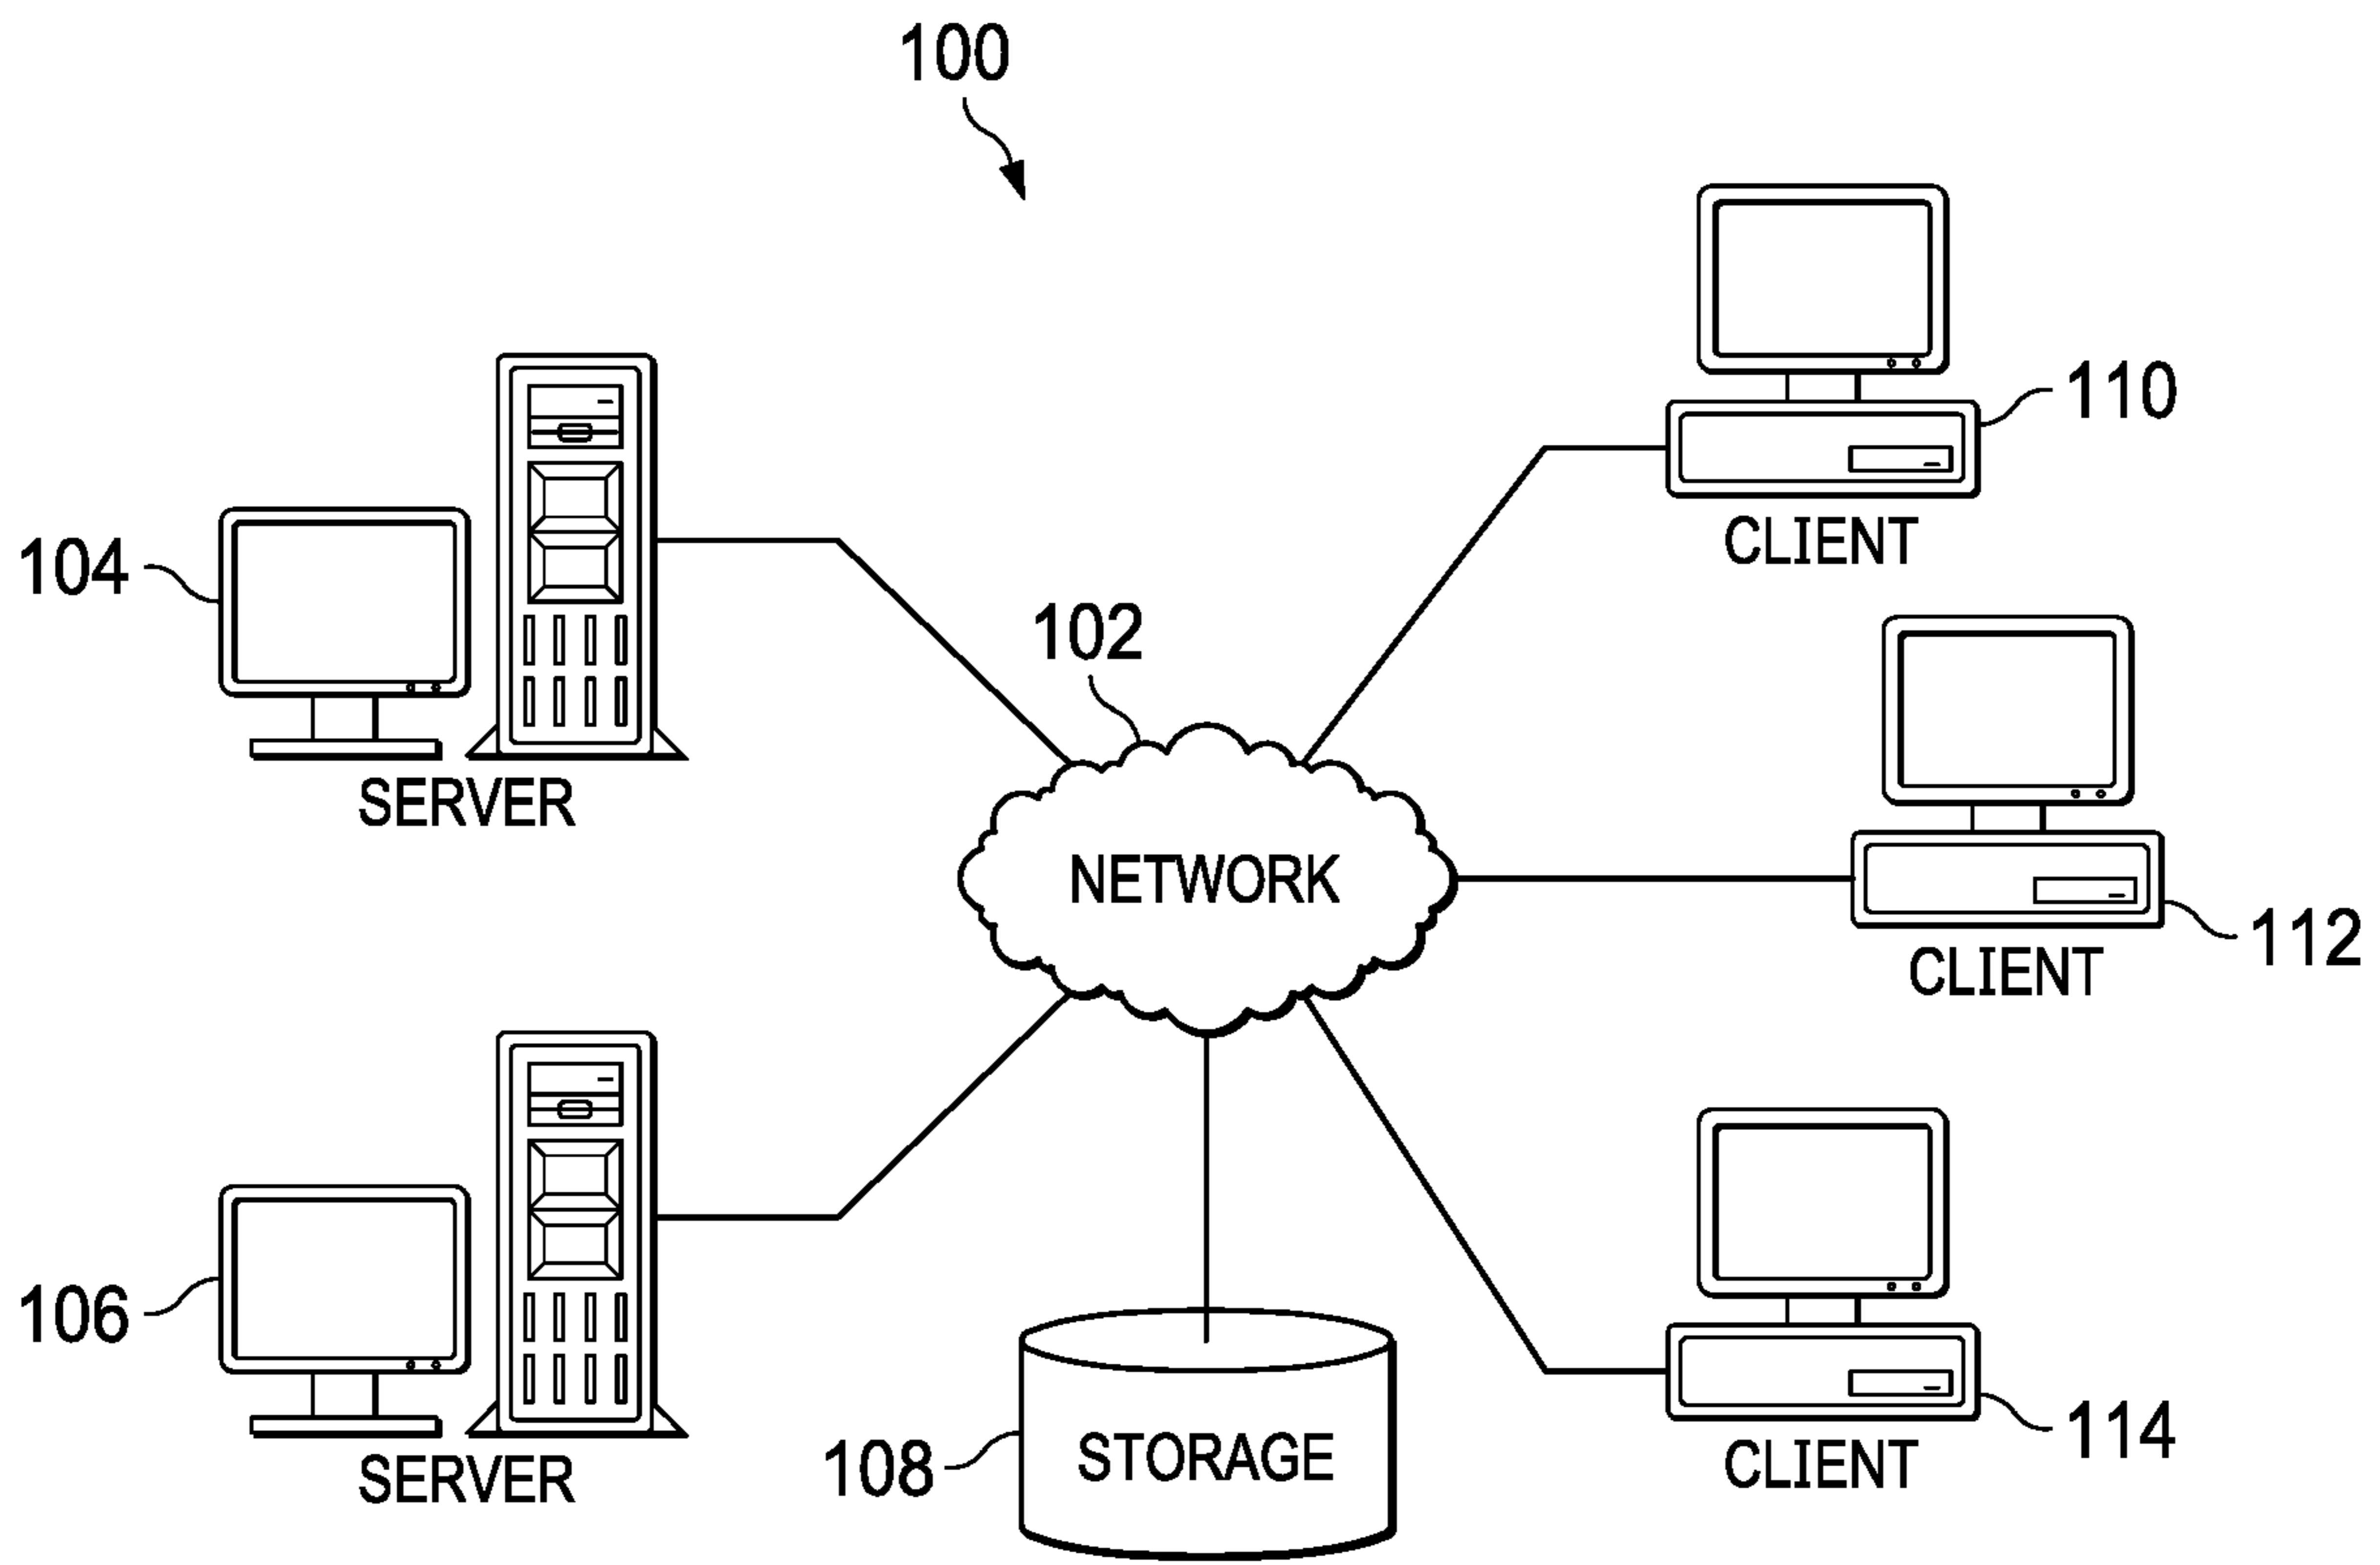 100
110
CLIENT
104
SERVER
102
NETWORK
112
CLIENT
106
SERVER
108
STORAGE
114
CLIENT